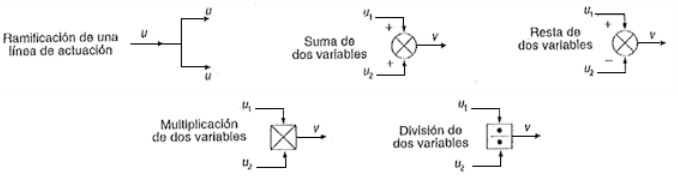 Ramificación de una
línea de actuación
u
u
u
Suma de
dos variables
u1
+
+
u2
v
Resta de
dos variables
u1
+
−
u2
v
Multiplicación
de dos variables
u1
u2
v
División de
dos variables
u1
÷
u2
v